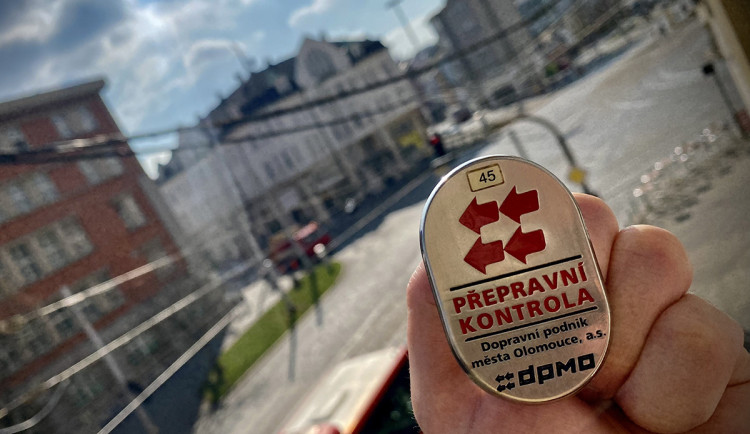 45
PŘEPRAVNÍ
KONTROLA
Dopravní podnik
města Olomouce, a.s.
dpmo